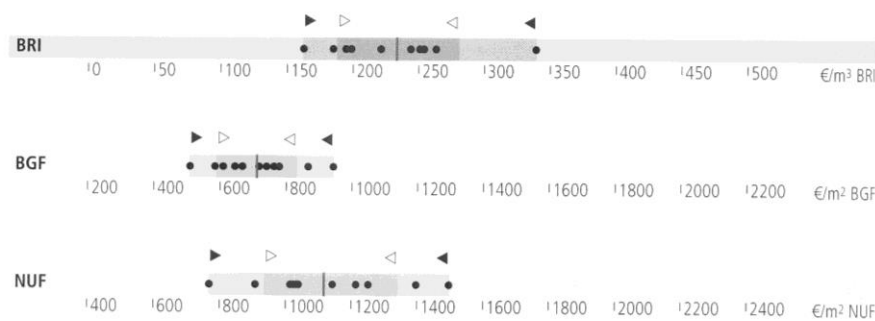 BRI
0 50 100 150 200 250 300 350 400 450 500 €/m³ BRI
BGF
200 400 600 800 1000 1200 1400 1600 1800 2000 2200 €/m² BGF
NUF
400 600 800 1000 1200 1400 1600 1800 2000 2200 2400 €/m² NUF